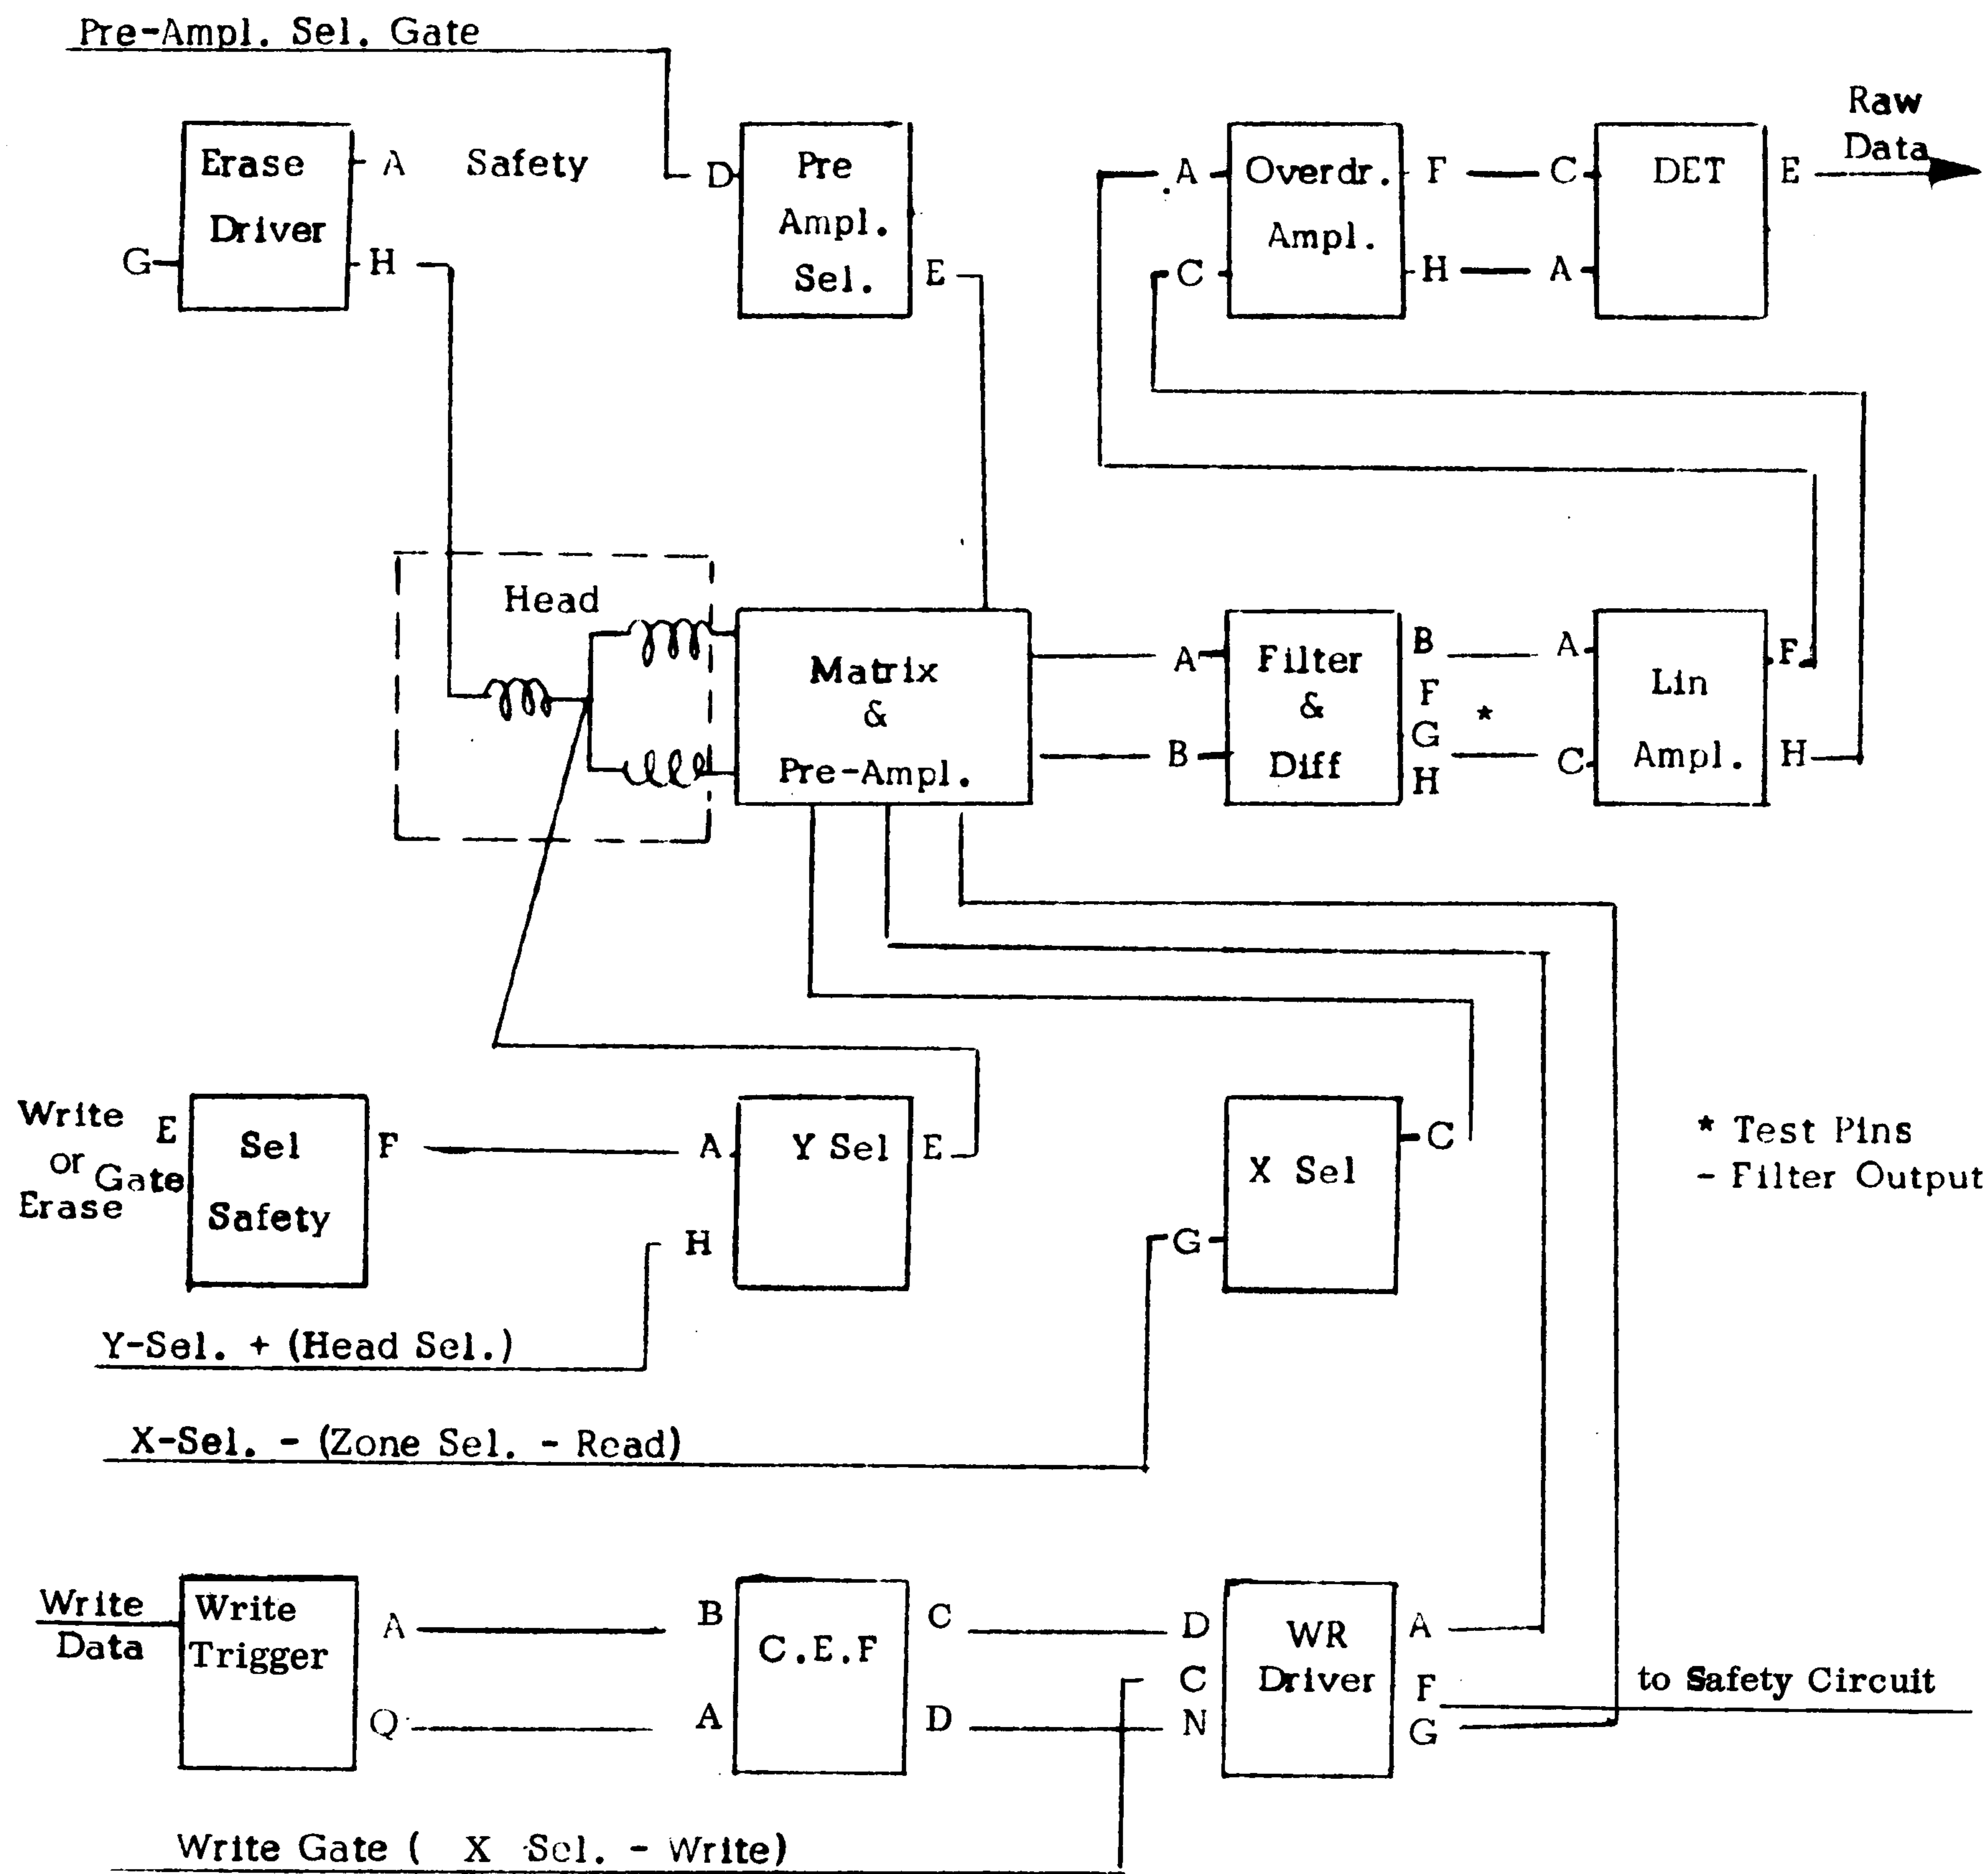 Pre-Ampl. Sel. Gate
Erase
Driver
A
Safety
G
H
D
Pre
Ampl.
Sel.
E
A
C
Overdr.
Ampl.
F
H
C
A
DET
E
Raw
Data
Head
Matrix
&
Pre-Ampl.
A
B
Filter
&
Diff
B
F
G
H
*
A
C
Lin
Ampl.
F
H
Write
or
Erase
Gate
E
Sel
Safety
F
A
H
Y Sel
E
G
X Sel
C
* Test Pins
- Filter Output
Y-Sel. + (Head Sel.)
X-Sel. - (Zone Sel. - Read)
Write
Data
Write
Trigger
A
Q
B
A
C.E.F
C
D
D
C
N
WR
Driver
A
F
G
to Safety Circuit
Write Gate ( X Sel. - Write)